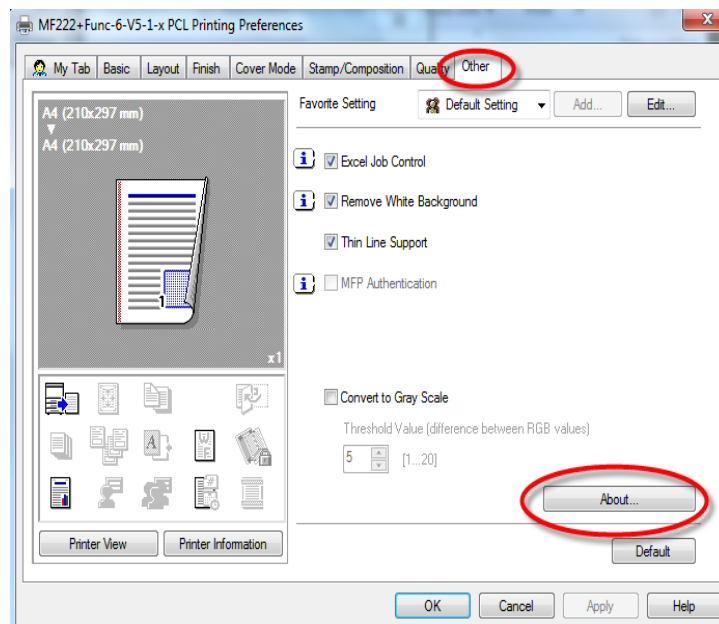 MF222+Func-6-V5-1-x PCL Printing Preferences
X
My Tab Basic Layout Finish Cover Mode Stamp/Composition Quality Other
A4 (210x297 mm)
A4 (210x297 mm)
1
x1
Printer View Printer Information
Favorite Setting Default Setting Add... Edit...
i Excel Job Control
i Remove White Background
Thin Line Support
i MFP Authentication
Convert to Gray Scale
Threshold Value (difference between RGB values)
5 [1...20]
About...
Default
OK Cancel Apply Help